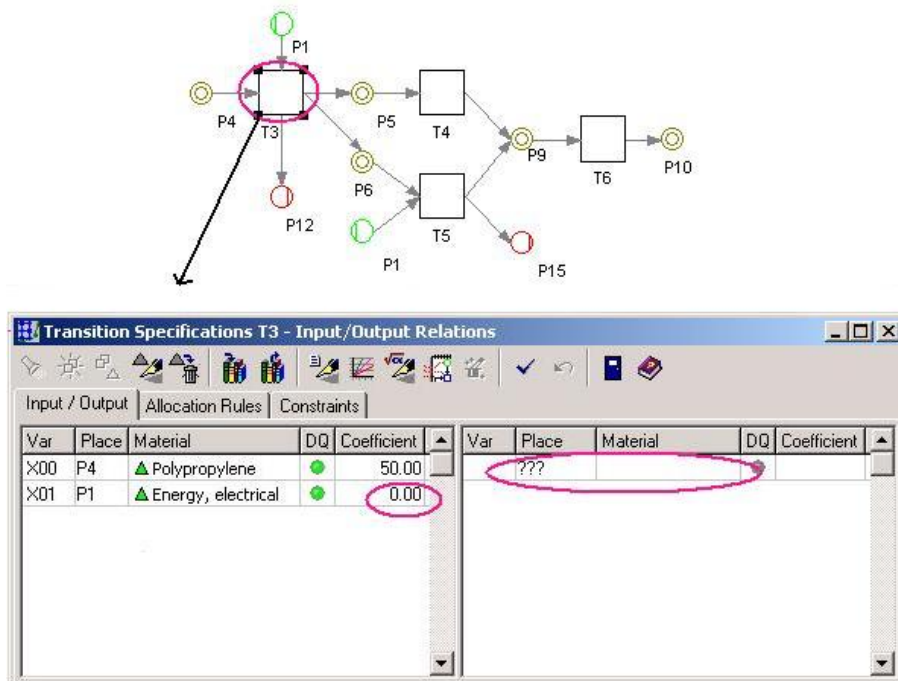 P1
P4 T3 P5 T4 P9 T6 P10
P6 T5
P12 P1 P15
Transition Specifications T3 - Input/Output Relations
Input / Output Allocation Rules Constraints
Var Place Material DQ Coefficient Var Place Material DQ Coefficient
X00 P4 Polypropylene 50.00 ???
X01 P1 Energy, electrical 0.00